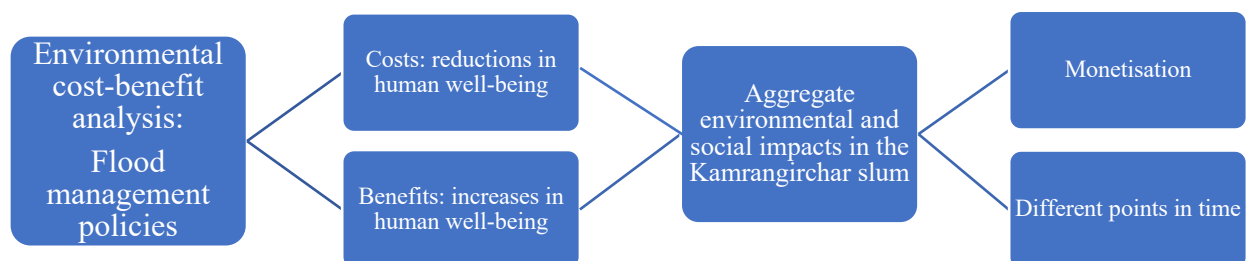 Environmental
cost-benefit
analysis:
Flood
management
policies
Costs: reductions in
human well-being
Benefits: increases in
human well-being
Aggregate
environmental and
social impacts in the
Kamrangirchar slum
Monetisation
Different points in time